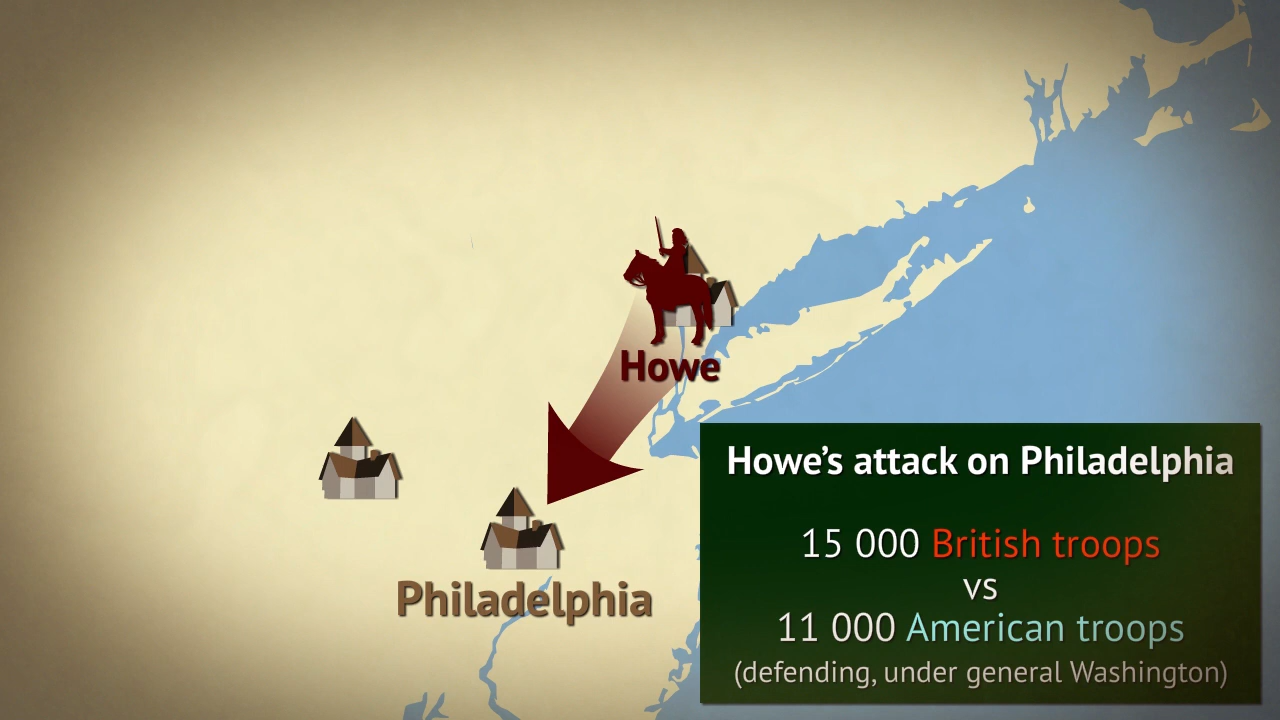 Howe
Philadelphia
Howe’s attack on Philadelphia
15 000 British troops
vs
11 000 American troops
(defending, under general Washington)